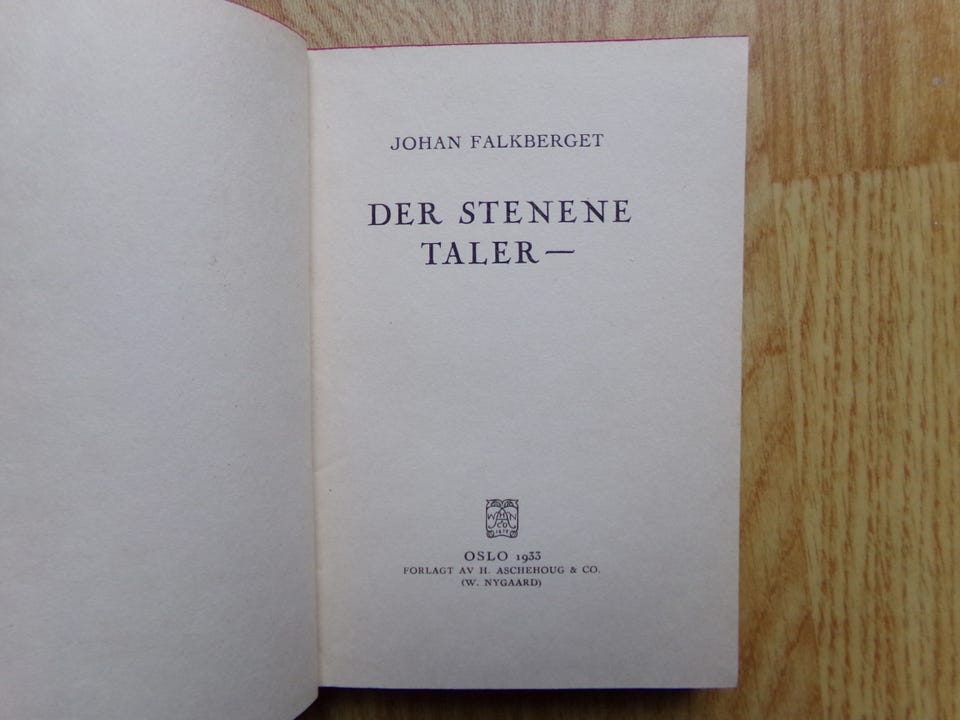 JOHAN FALKBERGET
DER STENENE
TALER—
OSLO 1933
FORLAGT AV H. ASCHEHOUG & CO.
(W. NYGAARD)